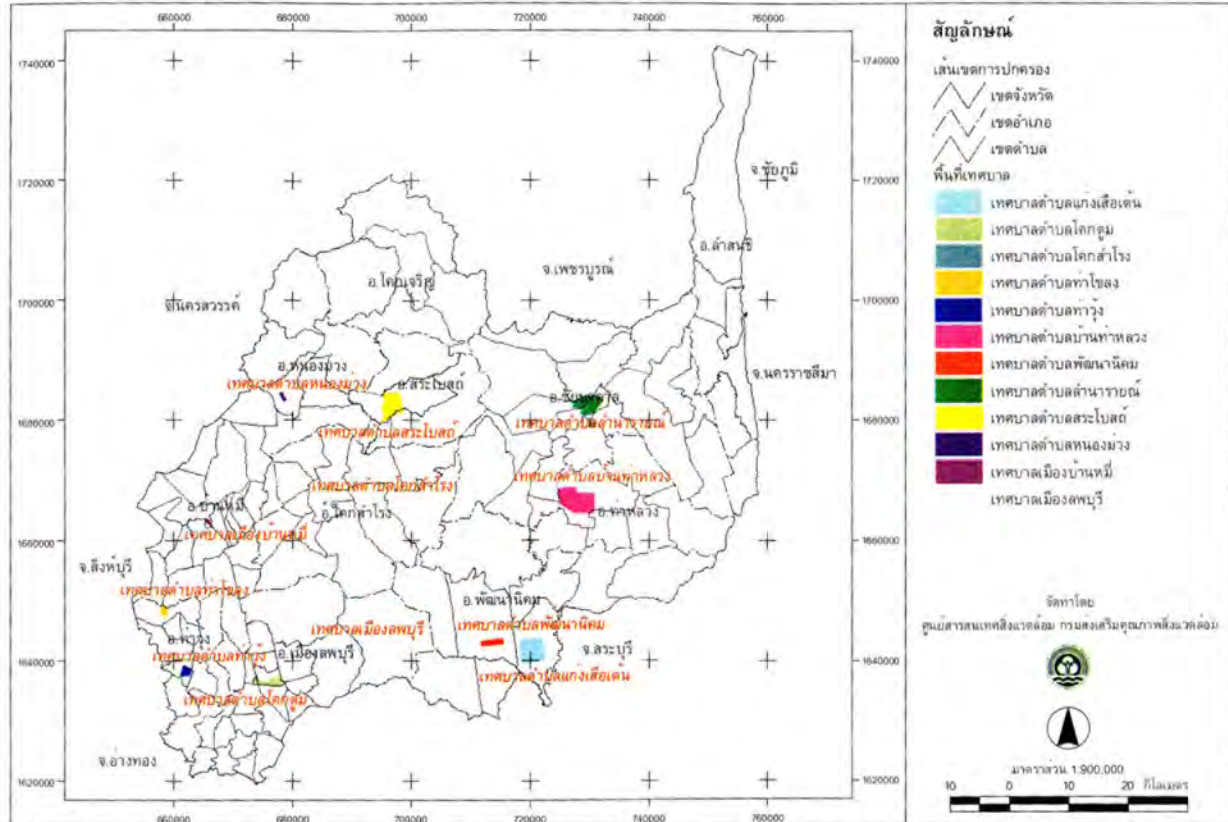 660000 680000 700000 720000 740000 760000
สัญลักษณ์
เส้นเขตการปกครอง
เขตจังหวัด
เขตอำเภอ
เขตตำบล
พื้นที่เทศบาล
เทศบาลตำบลแก่งเสือเต้น
เทศบาลตำบลโคกตูม
เทศบาลตำบลโคกสำโรง
เทศบาลตำบลท่าโขลง
เทศบาลตำบลท่าวุ้ง
เทศบาลตำบลบ้านท่าหลวง
เทศบาลตำบลพัฒนานิคม
เทศบาลตำบลลำนารายณ์
เทศบาลตำบลสระโบสถ์
เทศบาลตำบลหนองม่วง
เทศบาลเมืองบ้านหมี่
เทศบาลเมืองลพบุรี
จัดทำโดย
ศูนย์สารสนเทศสิ่งแวดล้อม กรมส่งเสริมคุณภาพสิ่งแวดล้อม
มาตราส่วน 1:900,000
10 0 10 20 กิโลเมตร
1740000 1740000
จ.ชัยภูมิ
1720000 1720000
อ.ลำสนธิ
จ.เพชรบูรณ์
อ.โคกเจริญ
จ.นครสวรรค์
1700000 1700000
อ.หนองม่วง
จ.นครราชสีมา
เทศบาลตำบลหนองม่วง
อ.สระโบสถ์
อ.ชัยบาดาล
1680000 1680000
เทศบาลตำบลสระโบสถ์
เทศบาลตำบลลำนารายณ์
เทศบาลตำบลบ้านท่าหลวง
เทศบาลตำบลโคกสำโรง
อ.บ้านหมี่
อ.โคกสำโรง
อ.ท่าหลวง
เทศบาลเมืองบ้านหมี่
1660000 1660000
จ.สิงห์บุรี
เทศบาลตำบลท่าโขลง
อ.พัฒนานิคม
เทศบาลเมืองลพบุรี
เทศบาลตำบลพัฒนานิคม
อ.ท่าวุ้ง
เทศบาลตำบลท่าวุ้ง
อ.เมืองลพบุรี
จ.สระบุรี
1640000 1640000
เทศบาลตำบลแก่งเสือเต้น
เทศบาลตำบลโคกตูม
จ.อ่างทอง
1620000 1620000
660000 680000 700000 720000 740000 760000